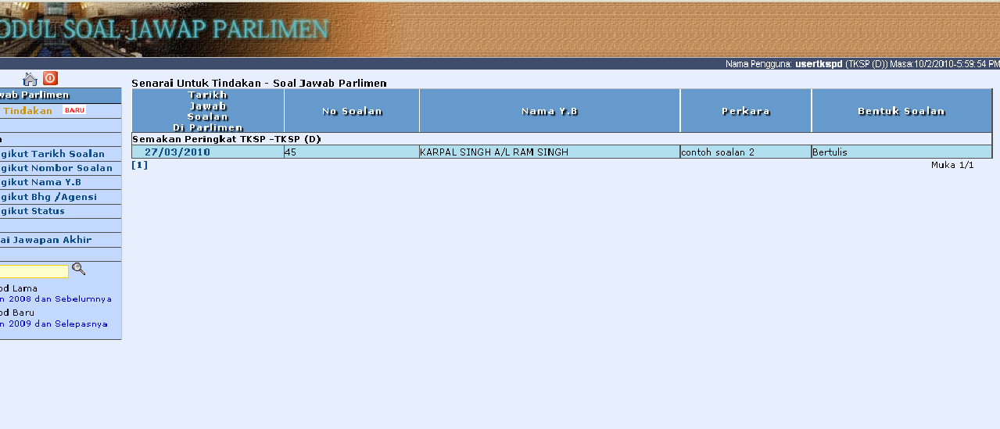 ODUL SOAL-JAWAP PARLIMEN
Nama Pengguna: usertkspd (TKSP (D)) Masa:10/2/2010-5:59:54 PM
wab Parlimen
Tindakan BARU
gikut Tarikh Soalan
gikut Nombor Soalan
gikut Nama Y.B
gikut Bhg /Agensi
gikut Status
ai Jawapan Akhir
od Lama
n 2008 dan Sebelumnya
od Baru
n 2009 dan Selepasnya
Senarai Untuk Tindakan - Soal Jawab Parlimen
Tarikh
Jawab
Soalan
Di Parlimen
No Soalan
Nama Y.B
Perkara
Bentuk Soalan
Semakan Peringkat TKSP -TKSP (D)
27/03/2010 45 KARPAL SINGH A/L RAM SINGH contoh soalan 2 Bertulis
[1] Muka 1/1